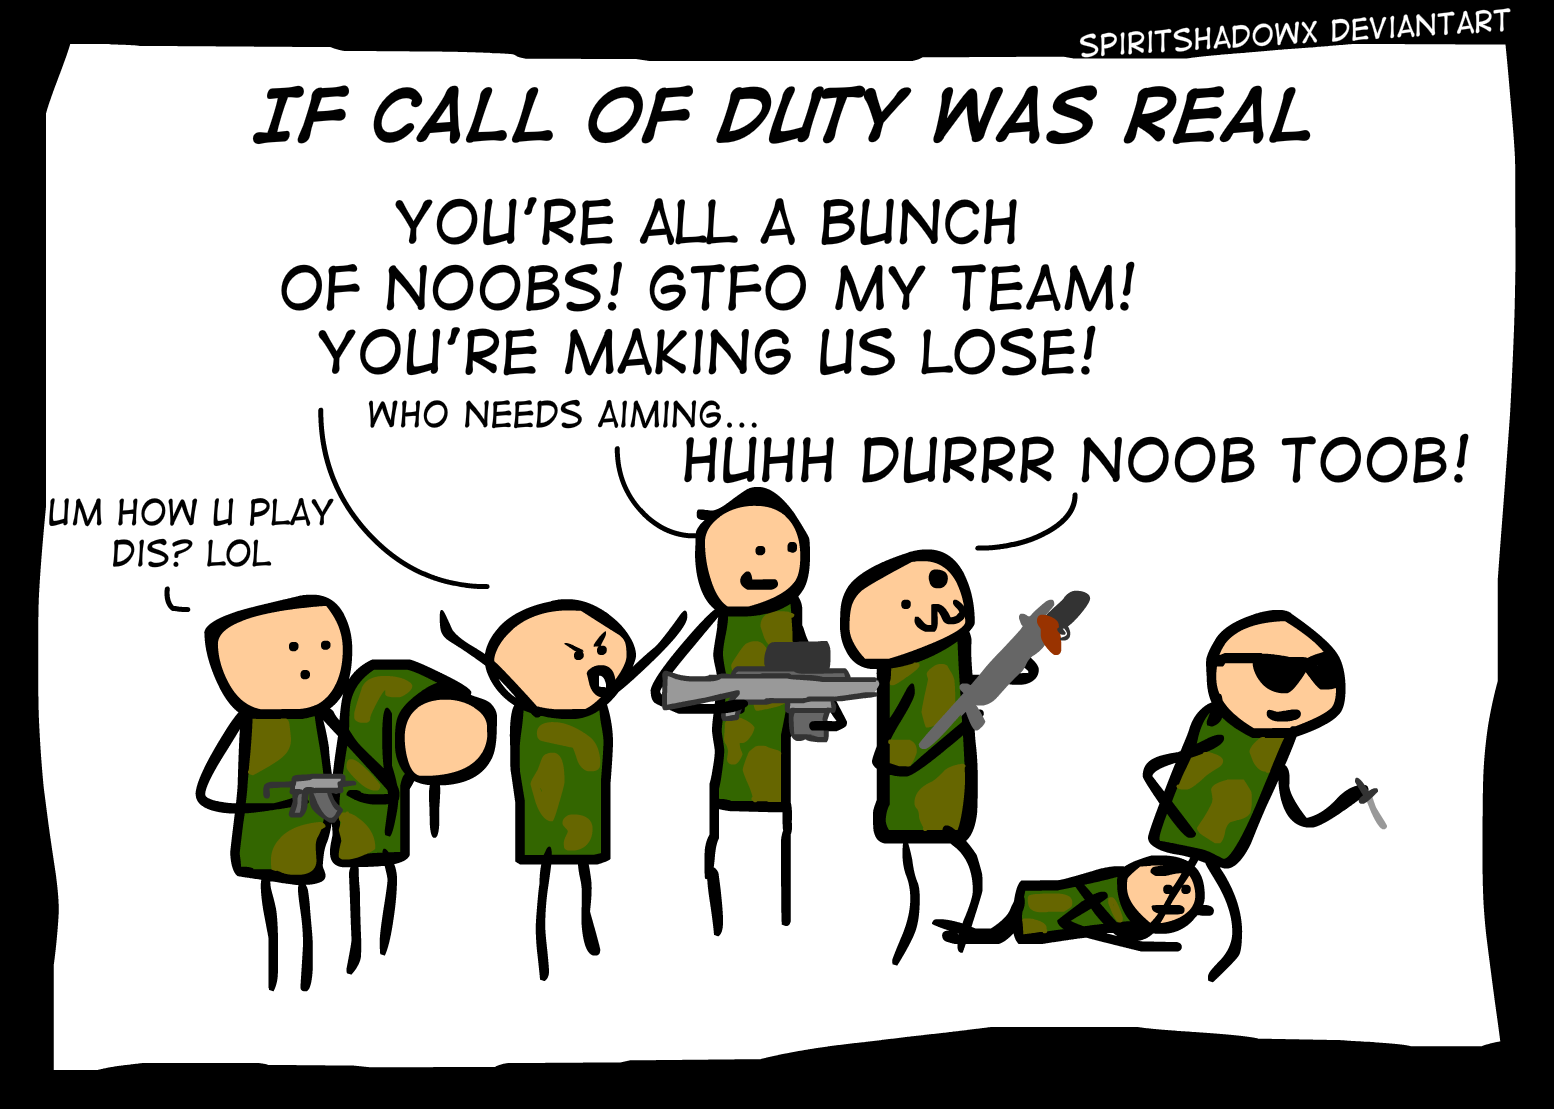 SPIRITSHADOWX DEVIANTART
IF CALL OF DUTY WAS REAL
YOU'RE ALL A BUNCH
OF NOOBS! GTFO MY TEAM!
YOU'RE MAKING US LOSE!
WHO NEEDS AIMING...
HUHH DURRR NOOB TOOB!
UM HOW U PLAY
DIS? LOL